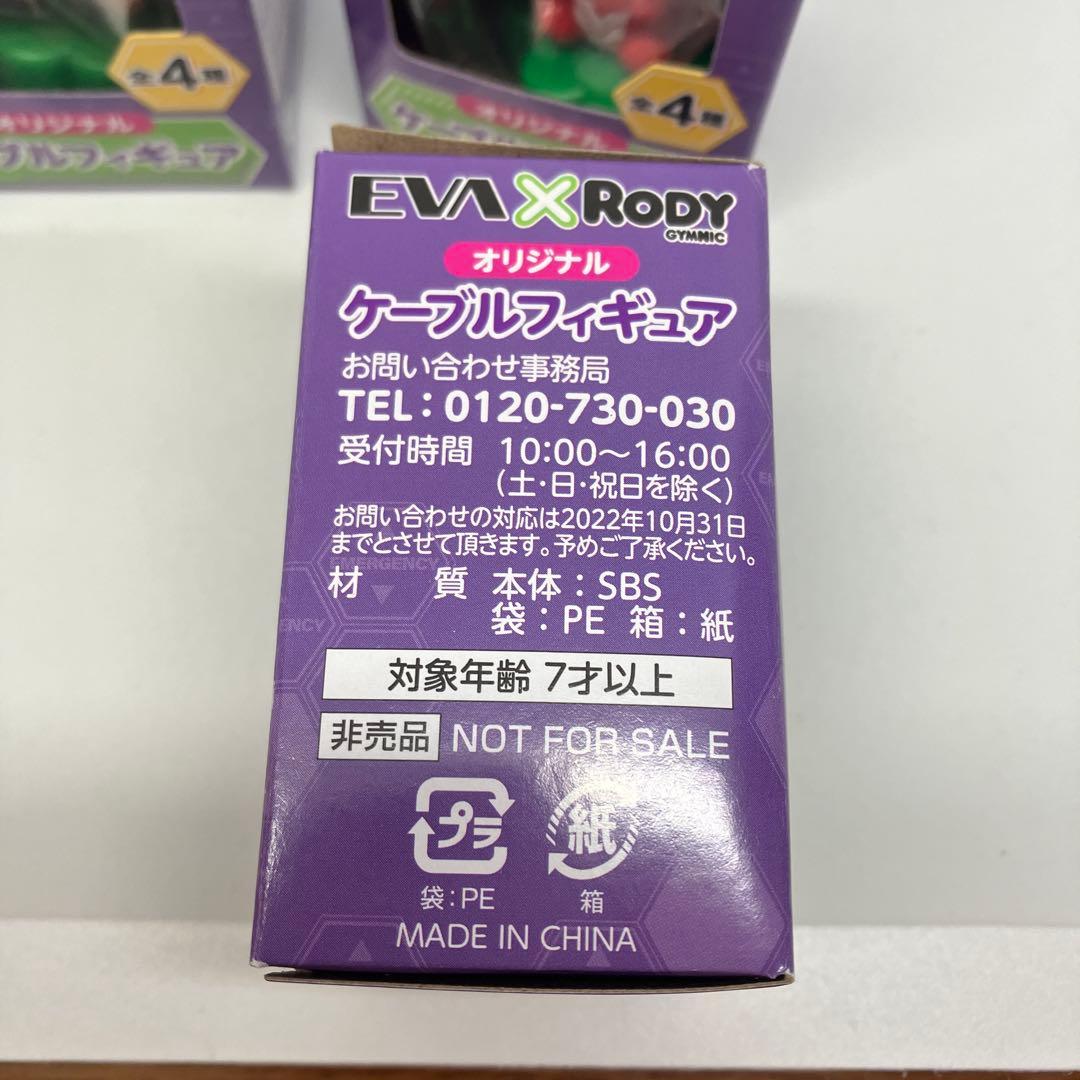 全4種
オリジナル
ブルフィギュア
全4種
オリジナル
EVA×RODY
GYMNIC
オリジナル
ケーブルフィギュア
お問い合わせ事務局
TEL：0120-730-030
受付時間 10:00～16:00
(土・日・祝日を除く)
お問い合わせの対応は2022年10月31日
までとさせて頂きます。予めご了承ください。
EMERGENCY
材 質 本体：SBS
袋：PE 箱：紙
対象年齢 7才以上
非売品 NOT FOR SALE
プラ 紙
袋：PE 箱
MADE IN CHINA